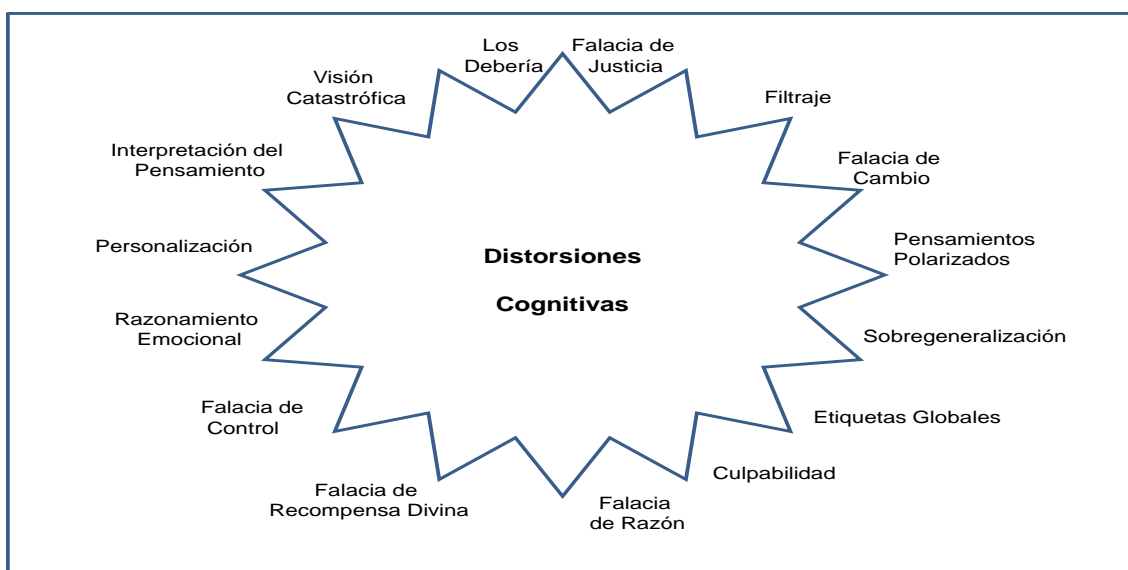 Los
Debería
Falacia de
Justicia
Visión
Catastrófica
Filtraje
Interpretación del
Pensamiento
Falacia de
Cambio
Personalización
Pensamientos
Polarizados
Distorsiones
Cognitivas
Razonamiento
Emocional
Sobregeneralización
Falacia de
Control
Etiquetas Globales
Culpabilidad
Falacia de
Recompensa Divina
Falacia
de Razón